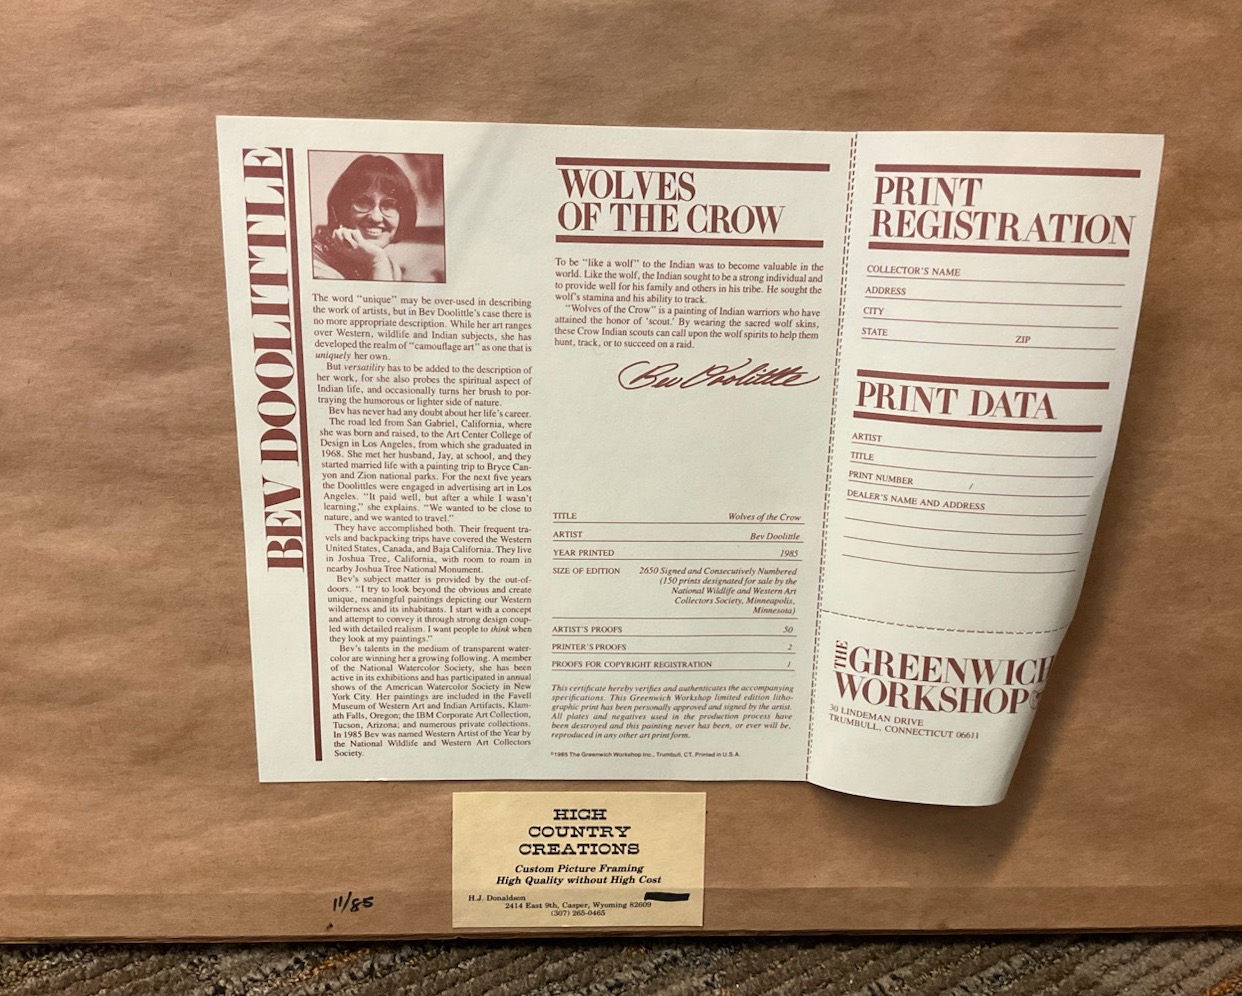 BEV DOOLITTLE
The word "unique" may be over-used in describing
the work of artists, but in Bev Doolittle's case there is
no more appropriate description. While her art ranges
over Western, wildlife and Indian subjects, she has
developed the realm of "camouflage art" as one that is
uniquely her own.
But versatility has to be added to the description of
her work, for she also probes the spiritual aspect of
Indian life, and occasionally turns her brush to por-
traying the humorous or lighter side of nature.
Bev has never had any doubt about her life's career.
The road led from San Gabriel, California, where
she was born and raised, to the Art Center College of
Design in Los Angeles, from which she graduated in
1968. She met her husband, Jay, at school, and they
started married life with a painting trip to Bryce Can-
yon and Zion national parks. For the next five years
the Doolittles were engaged in advertising art in Los
Angeles. "It paid well, but after a while I wasn't
learning," she explains. "We wanted to be close to
nature, and we wanted to travel."
They have accomplished both. Their frequent tra-
vels and backpacking trips have covered the Western
United States, Canada, and Baja California. They live
in Joshua Tree, California, with room to roam in
nearby Joshua Tree National Monument.
Bev's subject matter is provided by the out-of-
doors. "I try to look beyond the obvious and create
unique, meaningful paintings depicting our Western
wilderness and its inhabitants. I start with a concept
and attempt to convey it through strong design coup-
led with detailed realism. I want people to think when
they look at my paintings."
Bev's talents in the medium of transparent water-
color are winning her a growing following. A member
of the National Watercolor Society, she has been
active in its exhibitions and has participated in annual
shows of the American Watercolor Society in New
York City. Her paintings are included in the Favell
Museum of Western Art and Indian Artifacts, Klam-
ath Falls, Oregon; the IBM Corporate Art Collection,
Tucson, Arizona; and numerous private collections.
In 1985 Bev was named Western Artist of the Year by
the National Wildlife and Western Art Collectors
Society.
WOLVES
OF THE CROW
To be "like a wolf" to the Indian was to become valuable in the
world. Like the wolf, the Indian sought to be a strong individual and
to provide well for his family and others in his tribe. He sought the
wolf's stamina and his ability to track.
"Wolves of the Crow" is a painting of Indian warriors who have
attained the honor of 'scout.' By wearing the sacred wolf skins,
these Crow Indian scouts can call upon the wolf spirits to help them
hunt, track, or to succeed on a raid.
Bev Doolittle
TITLE Wolves of the Crow
ARTIST Bev Doolittle
YEAR PRINTED 1985
SIZE OF EDITION 2650 Signed and Consecutively Numbered
(150 prints designated for sale by the
National Wildlife and Western Art
Collectors Society, Minneapolis,
Minnesota)
ARTIST'S PROOFS 50
PRINTER'S PROOFS 2
PROOFS FOR COPYRIGHT REGISTRATION 1
This certificate hereby verifies and authenticates the accompanying
specifications. This Greenwich Workshop limited edition litho-
graphic print has been personally approved and signed by the artist.
All plates and negatives used in the production process have
been destroyed and this painting never has been, or ever will be,
reproduced in any other art print form.
©1985 The Greenwich Workshop Inc., Trumbull, CT, Printed in U.S.A.
PRINT
REGISTRATION
COLLECTOR'S NAME
ADDRESS
CITY
STATE ZIP
PRINT DATA
ARTIST
TITLE
PRINT NUMBER /
DEALER'S NAME AND ADDRESS
THE GREENWICH
WORKSHOP
30 LINDEMAN DRIVE
TRUMBULL, CONNECTICUT 06611
HIGH
COUNTRY
CREATIONS
Custom Picture Framing
High Quality without High Cost
H.J. Donaldson
2414 East 9th, Casper, Wyoming 82609
(307) 265-0465
11/85